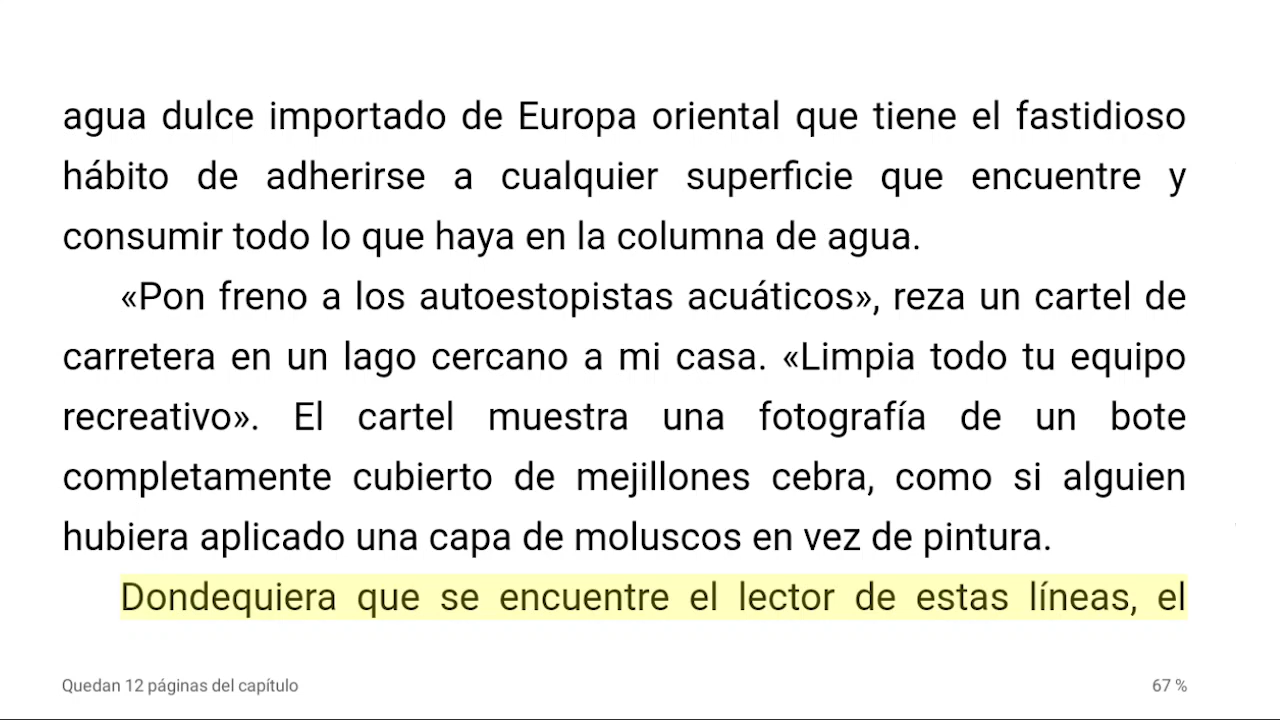 agua dulce importado de Europa oriental que tiene el fastidioso
hábito de adherirse a cualquier superficie que encuentre y
consumir todo lo que haya en la columna de agua.
«Pon freno a los autoestopistas acuáticos», reza un cartel de
carretera en un lago cercano a mi casa. «Limpia todo tu equipo
recreativo». El cartel muestra una fotografía de un bote
completamente cubierto de mejillones cebra, como si alguien
hubiera aplicado una capa de moluscos en vez de pintura.
Dondequiera que se encuentre el lector de estas líneas, el
Quedan 12 páginas del capítulo
67 %